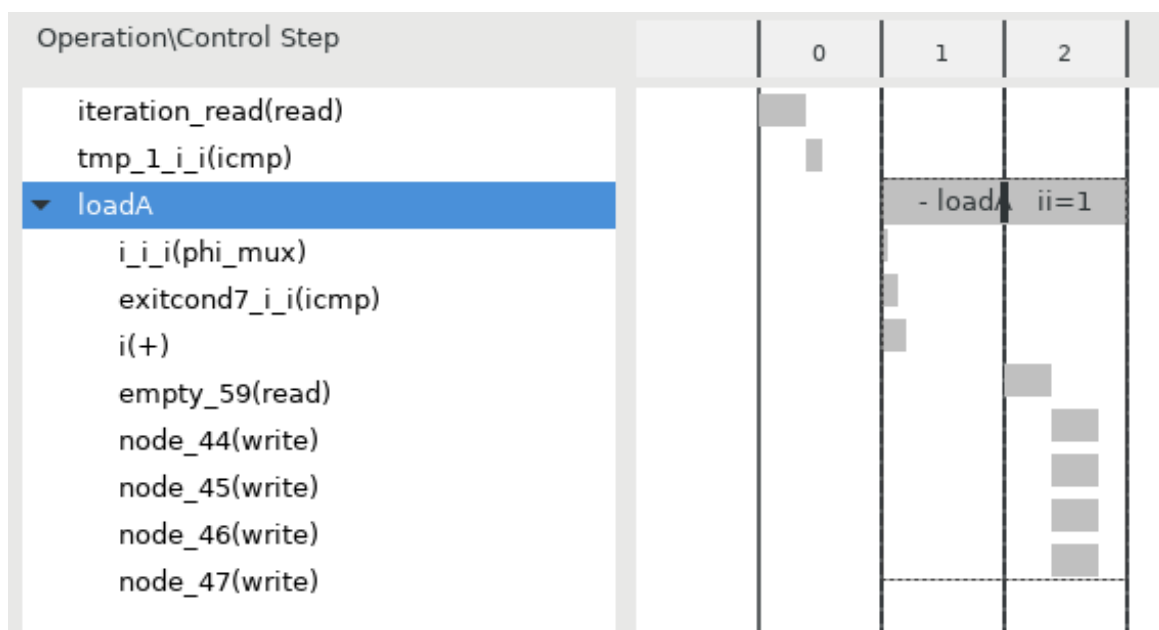 Operation\Control Step
0 1 2
iteration_read(read)
tmp_1_i_i(icmp)
loadA - loadA ii=1
i_i_i(phi_mux)
exitcond7_i_i(icmp)
i(+)
empty_59(read)
node_44(write)
node_45(write)
node_46(write)
node_47(write)